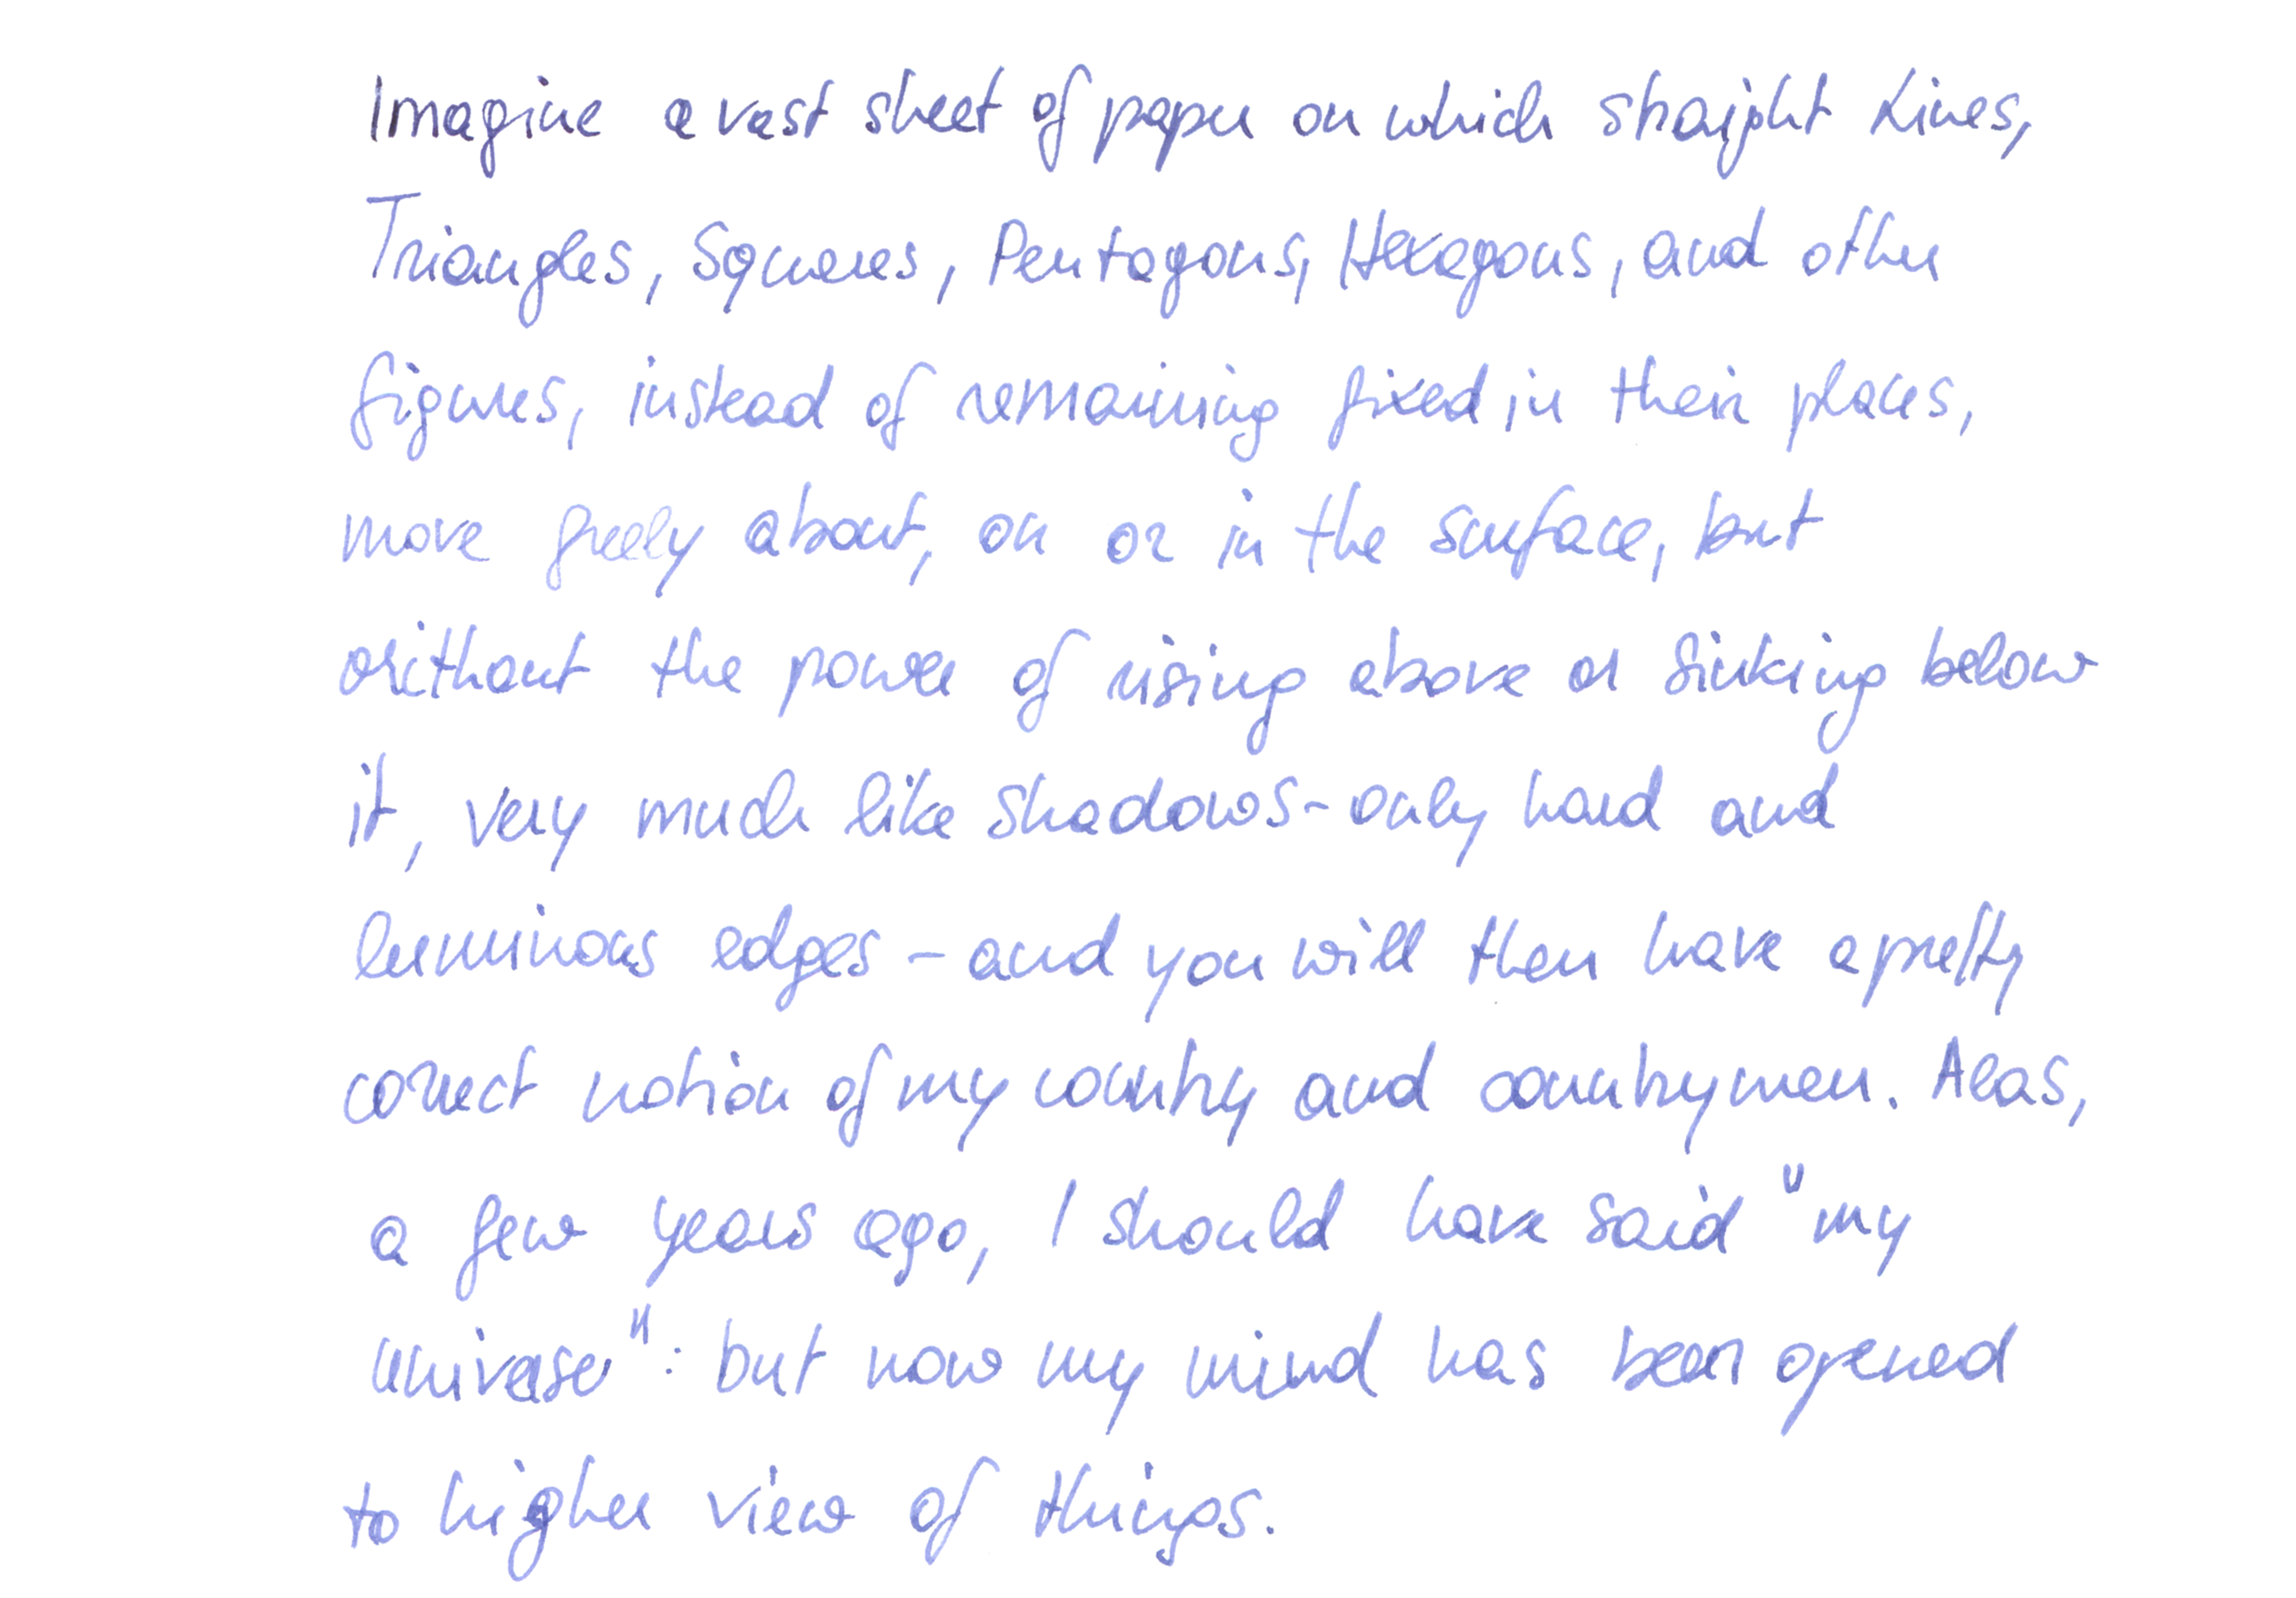 Imagine a vast sheet of paper on which straight Lines,
Triangles, Squares, Pentagons, Hexagons, and other
figures, instead of remaining fixed in their places,
move freely about, on or in the surface, but
without the power of rising above or sinking below
it, very much like shadows - only hard and
luminous edges - and you will then have a pretty
correct notion of my country and countrymen. Alas,
a few years ago, I should have said "my
universe": but now my mind has been opened
to higher view of things.